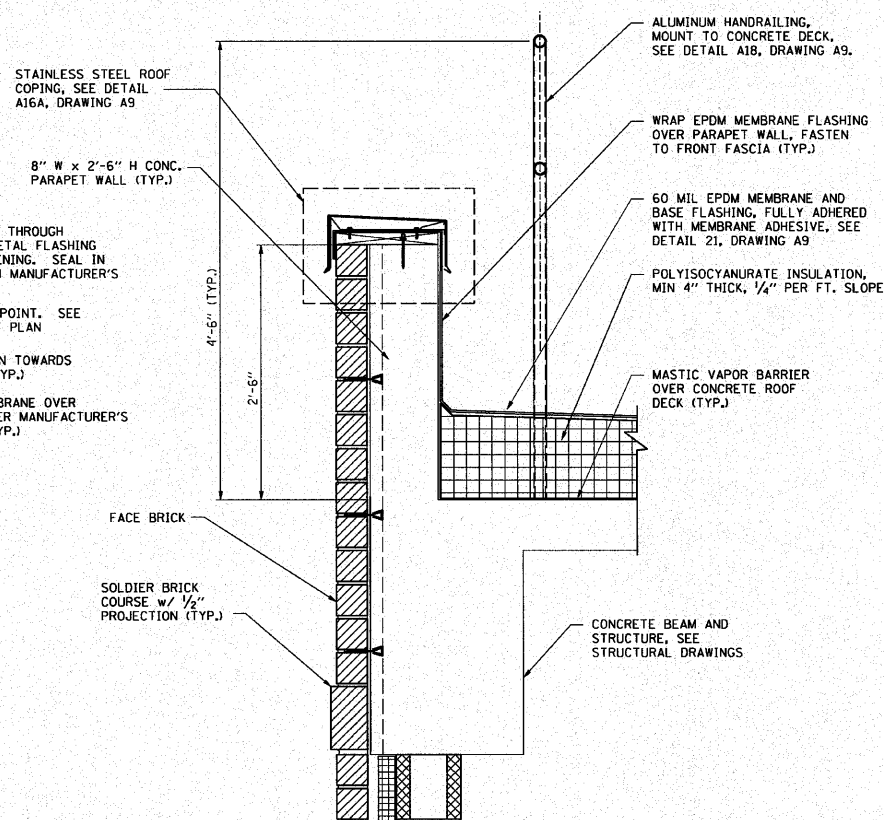 STAINLESS STEEL ROOF
COPING, SEE DETAIL
A16A, DRAWING A9
8" W x 2'-6" H CONC.
PARAPET WALL (TYP.)
THROUGH
ETAL FLASHING
ENING. SEAL IN
MANUFACTURER'S
POINT. SEE
PLAN
N TOWARDS
YP.)
BRANE OVER
ER MANUFACTURER'S
YP.)
4'-6" (TYP.)
2'-6"
FACE BRICK
SOLDIER BRICK
COURSE w/ 1/2"
PROJECTION (TYP.)
ALUMINUM HANDRAILING,
MOUNT TO CONCRETE DECK,
SEE DETAIL A18, DRAWING A9.
WRAP EPDM MEMBRANE FLASHING
OVER PARAPET WALL, FASTEN
TO FRONT FASCIA (TYP.)
60 MIL EPDM MEMBRANE AND
BASE FLASHING, FULLY ADHERED
WITH MEMBRANE ADHESIVE, SEE
DETAIL 21, DRAWING A9
POLYISOCYANURATE INSULATION,
MIN 4" THICK, 1/4" PER FT. SLOPE
MASTIC VAPOR BARRIER
OVER CONCRETE ROOF
DECK (TYP.)
CONCRETE BEAM AND
STRUCTURE, SEE
STRUCTURAL DRAWINGS